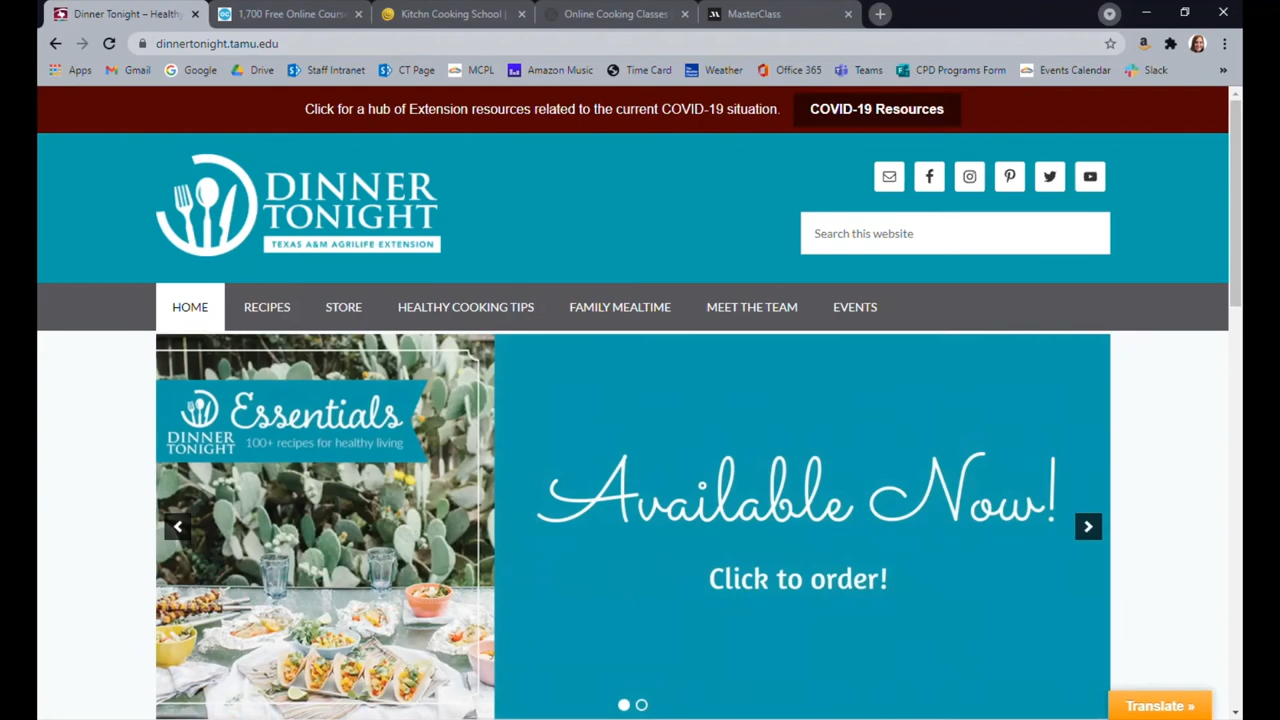 Dinner Tonight – Healthy
1,700 Free Online Cours
Kitchn Cooking School |
Online Cooking Classes
MasterClass
dinnertonight.tamu.edu
Apps
Gmail
Google
Drive
Staff Intranet
CT Page
MCPL
Amazon Music
Time Card
Weather
Office 365
Teams
CPD Programs Form
Events Calendar
Slack
»
Click for a hub of Extension resources related to the current COVID-19 situation.
COVID-19 Resources
DINNER
TONIGHT
TEXAS A&M AGRILIFE EXTENSION
Search this website
HOME
RECIPES
STORE
HEALTHY COOKING TIPS
FAMILY MEALTIME
MEET THE TEAM
EVENTS
DINNER
TONIGHT
Essentials
100+ recipes for healthy living
Available Now!
Click to order!
Translate »